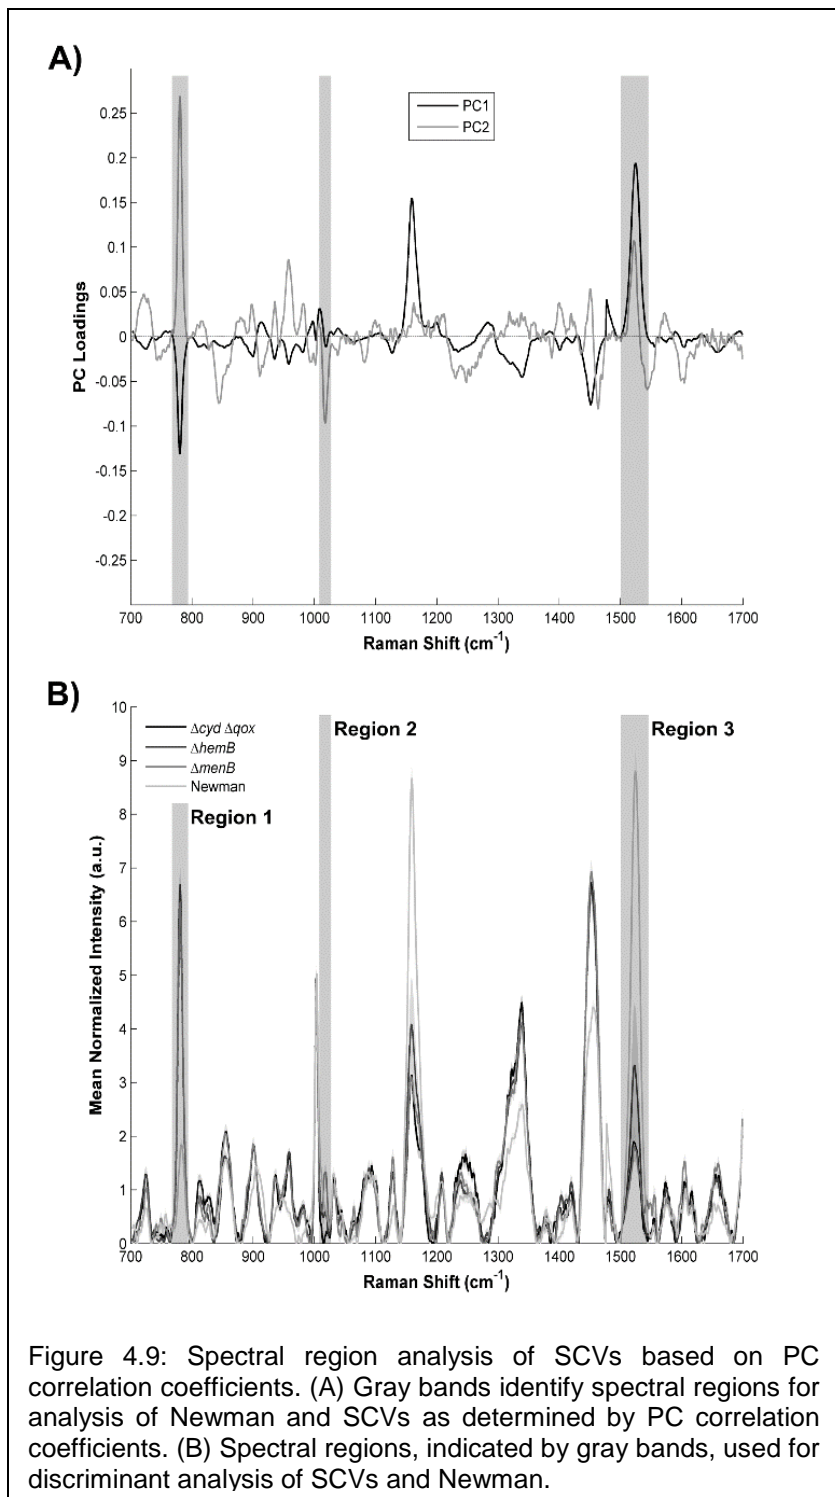 A)
PC1
PC2
0.25
0.2
0.15
0.1
0.05
0
-0.05
-0.1
-0.15
-0.2
-0.25
PC Loadings
700 800 900 1000 1100 1200 1300 1400 1500 1600 1700
Raman Shift (cm-1)
B)
Δcyd Δqox
ΔhemB
ΔmenB
Newman
Region 1
Region 2
Region 3
10
9
8
7
6
5
4
3
2
1
0
Mean Normalized Intensity (a.u.)
700 800 900 1000 1100 1200 1300 1400 1500 1600 1700
Raman Shift (cm-1)
Figure 4.9: Spectral region analysis of SCVs based on PC
correlation coefficients. (A) Gray bands identify spectral regions for
analysis of Newman and SCVs as determined by PC correlation
coefficients. (B) Spectral regions, indicated by gray bands, used for
discriminant analysis of SCVs and Newman.